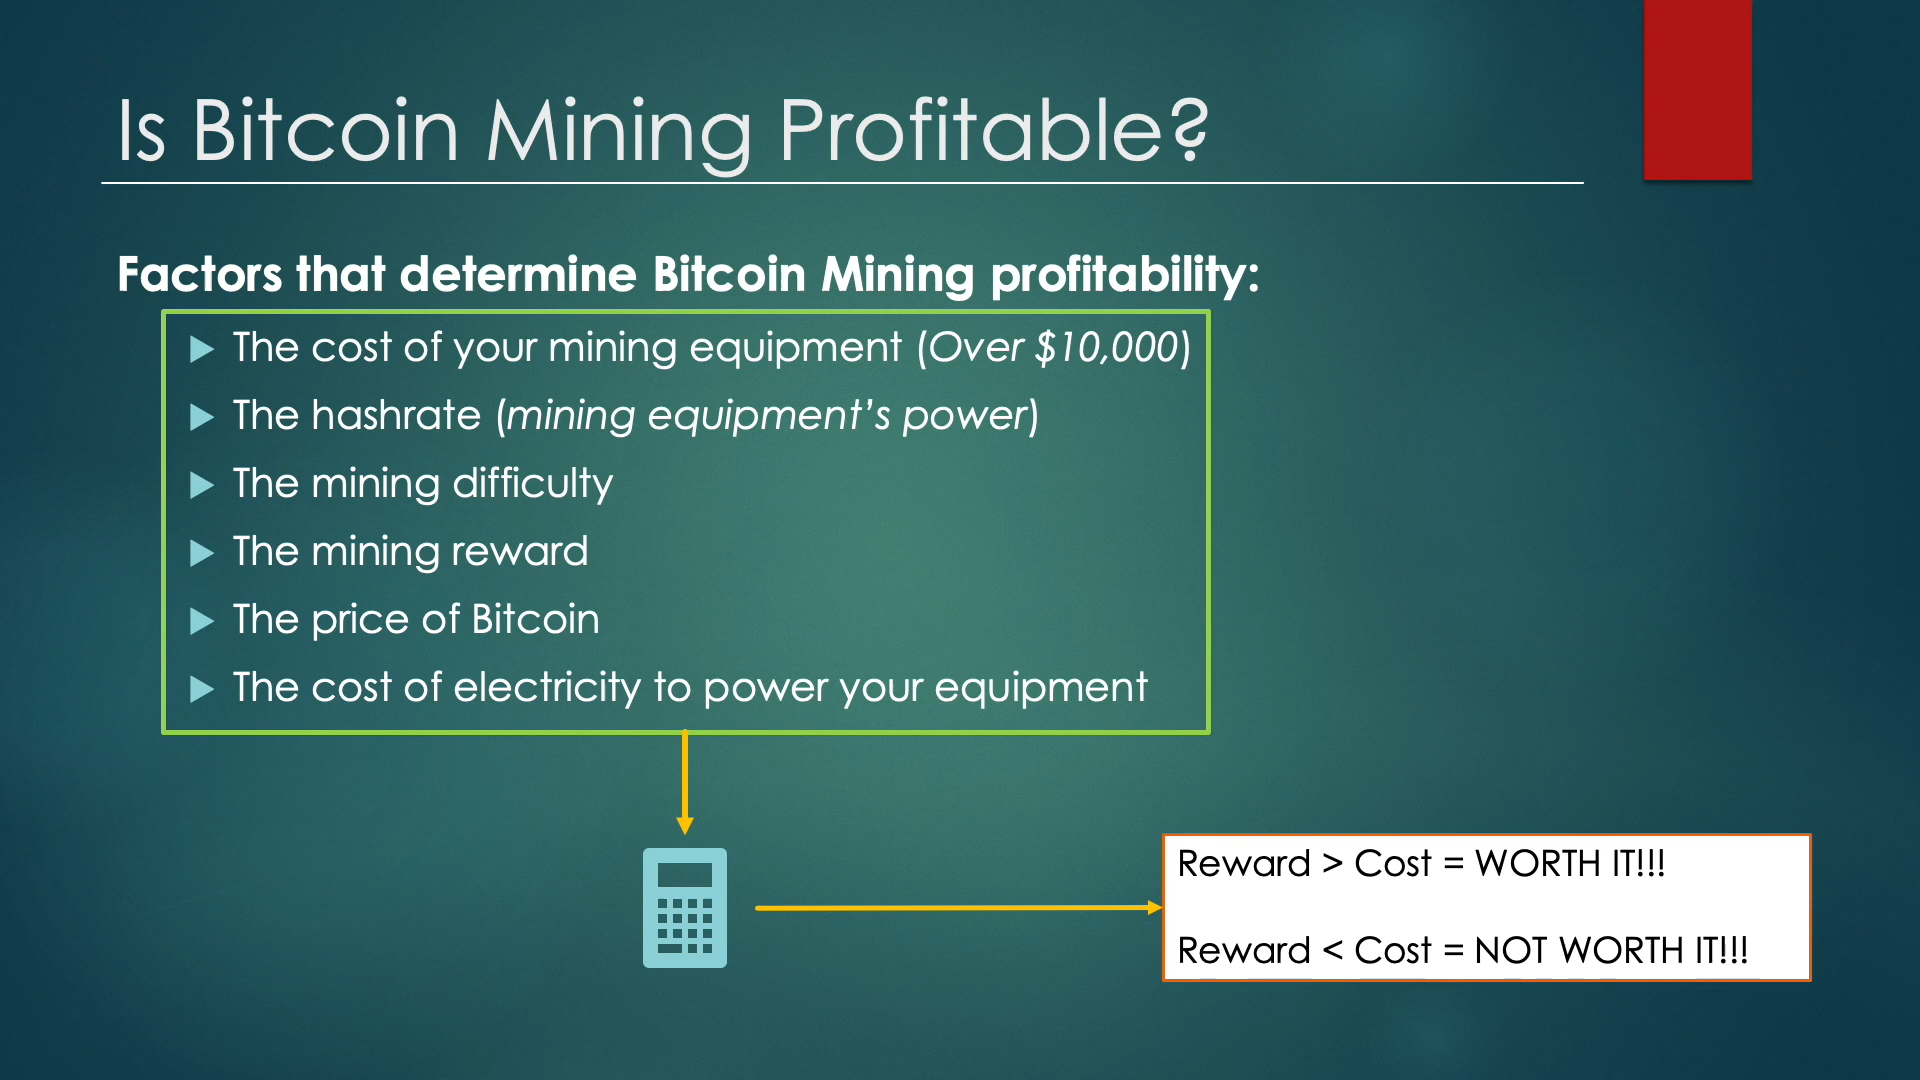 Is Bitcoin Mining Profitable?
Factors that determine Bitcoin Mining profitability:
The cost of your mining equipment (Over $10,000)
The hashrate (mining equipment’s power)
The mining difficulty
The mining reward
The price of Bitcoin
The cost of electricity to power your equipment
Reward > Cost = WORTH IT!!!
Reward < Cost = NOT WORTH IT!!!